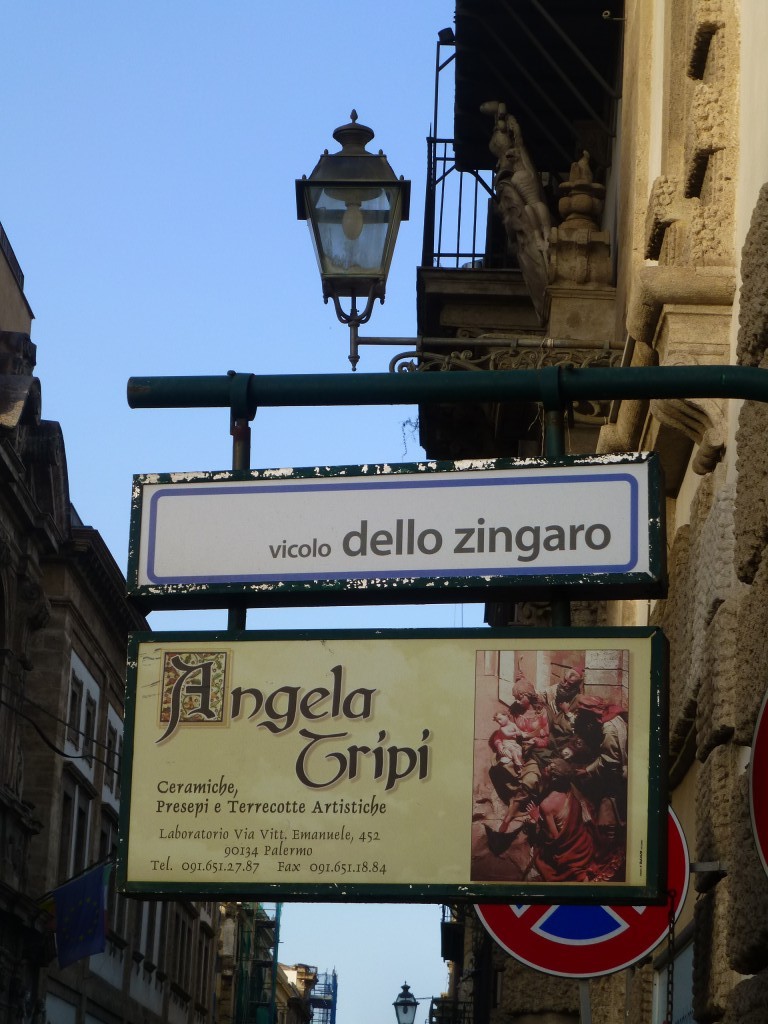 vicolo dello zingaro
Angela
Tripi
Ceramiche,
Presepi e Terrecotte Artistiche
Laboratorio Via Vitt. Emanuele, 452
90134 Palermo
Tel. 091.651.27.87 Fax 091.651.18.84